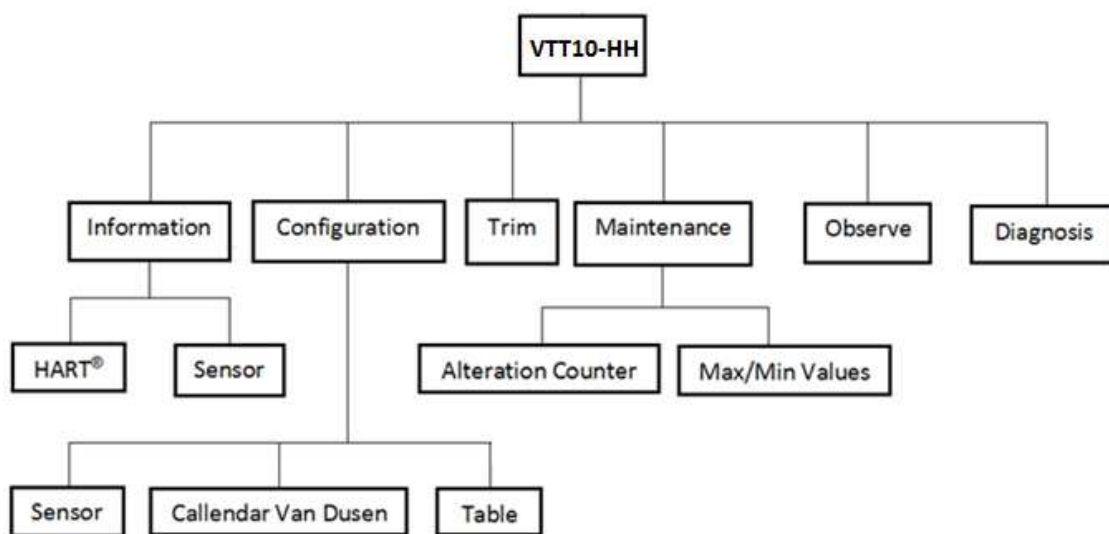 VTT10-HH
Information
Configuration
Trim
Maintenance
Observe
Diagnosis
HART®
Sensor
Alteration Counter
Max/Min Values
Sensor
Callendar Van Dusen
Table